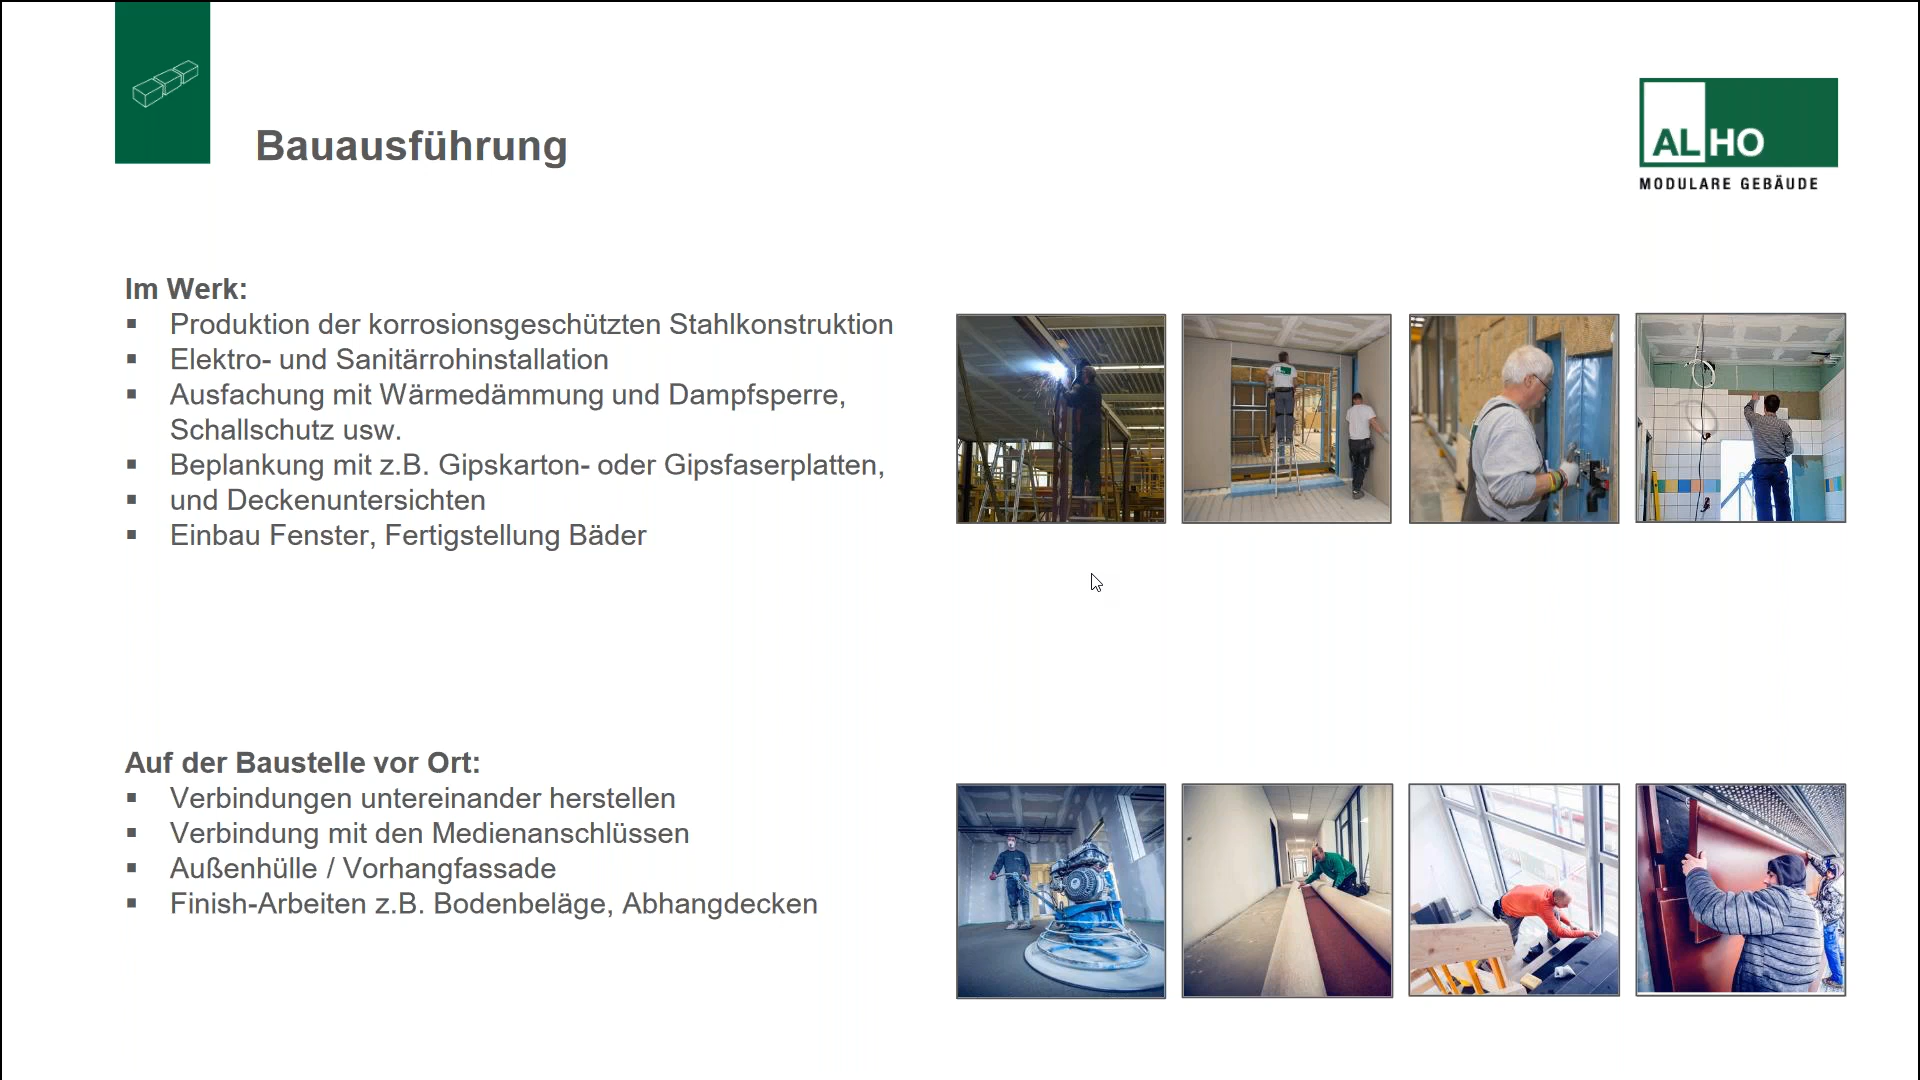 Bauausführung
ALHO
MODULARE GEBÄUDE
Im Werk:
▪ Produktion der korrosionsgeschützten Stahlkonstruktion
▪ Elektro- und Sanitärrohinstallation
▪ Ausfachung mit Wärmedämmung und Dampfsperre,
Schallschutz usw.
▪ Beplankung mit z.B. Gipskarton- oder Gipsfaserplatten,
▪ und Deckenuntersichten
▪ Einbau Fenster, Fertigstellung Bäder
Auf der Baustelle vor Ort:
▪ Verbindungen untereinander herstellen
▪ Verbindung mit den Medienanschlüssen
▪ Außenhülle / Vorhangfassade
▪ Finish-Arbeiten z.B. Bodenbeläge, Abhangdecken